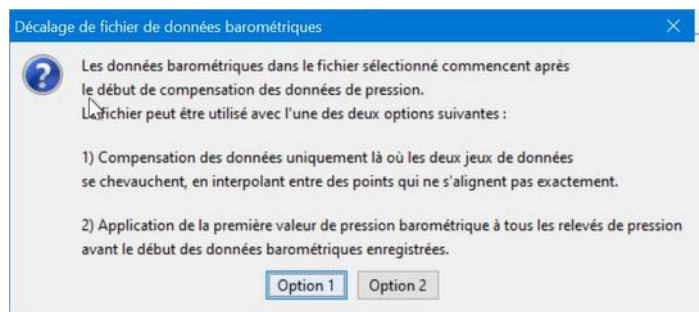 Décalage de fichier de données barométriques
Les données barométriques dans le fichier sélectionné commencent après
le début de compensation des données de pression.
Le fichier peut être utilisé avec l'une des deux options suivantes :
1) Compensation des données uniquement là où les deux jeux de données
se chevauchent, en interpolant entre des points qui ne s'alignent pas exactement.
2) Application de la première valeur de pression barométrique à tous les relevés de pression
avant le début des données barométriques enregistrées.
Option 1
Option 2